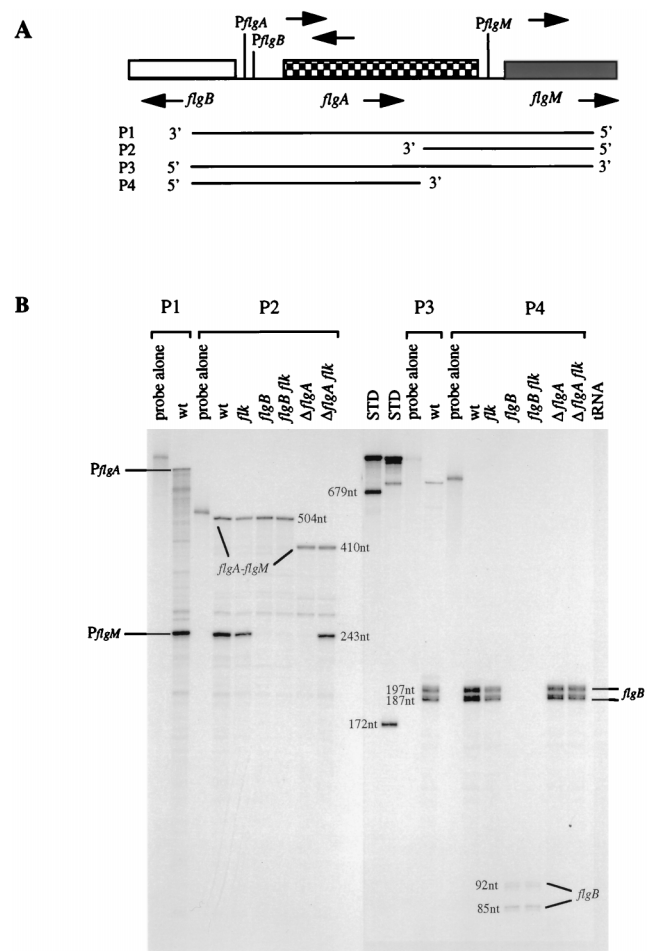 A
PflgA
PflgB
PflgM
flgB
flgA
flgM
P1 3’ 5’
P2 3’ 5’
P3 5’ 3’
P4 5’ 3’
B
P1 P2 P3 P4
probe alone
wt
probe alone
wt
flk
flgB
flgB flk
ΔflgA
ΔflgA flk
STD
STD
probe alone
wt
probe alone
wt
flk
flgB
flgB flk
ΔflgA
ΔflgA flk
tRNA
PflgA
679nt
504nt
410nt
flgA-flgM
PflgM
243nt
197nt
187nt
flgB
172nt
92nt
85nt
flgB